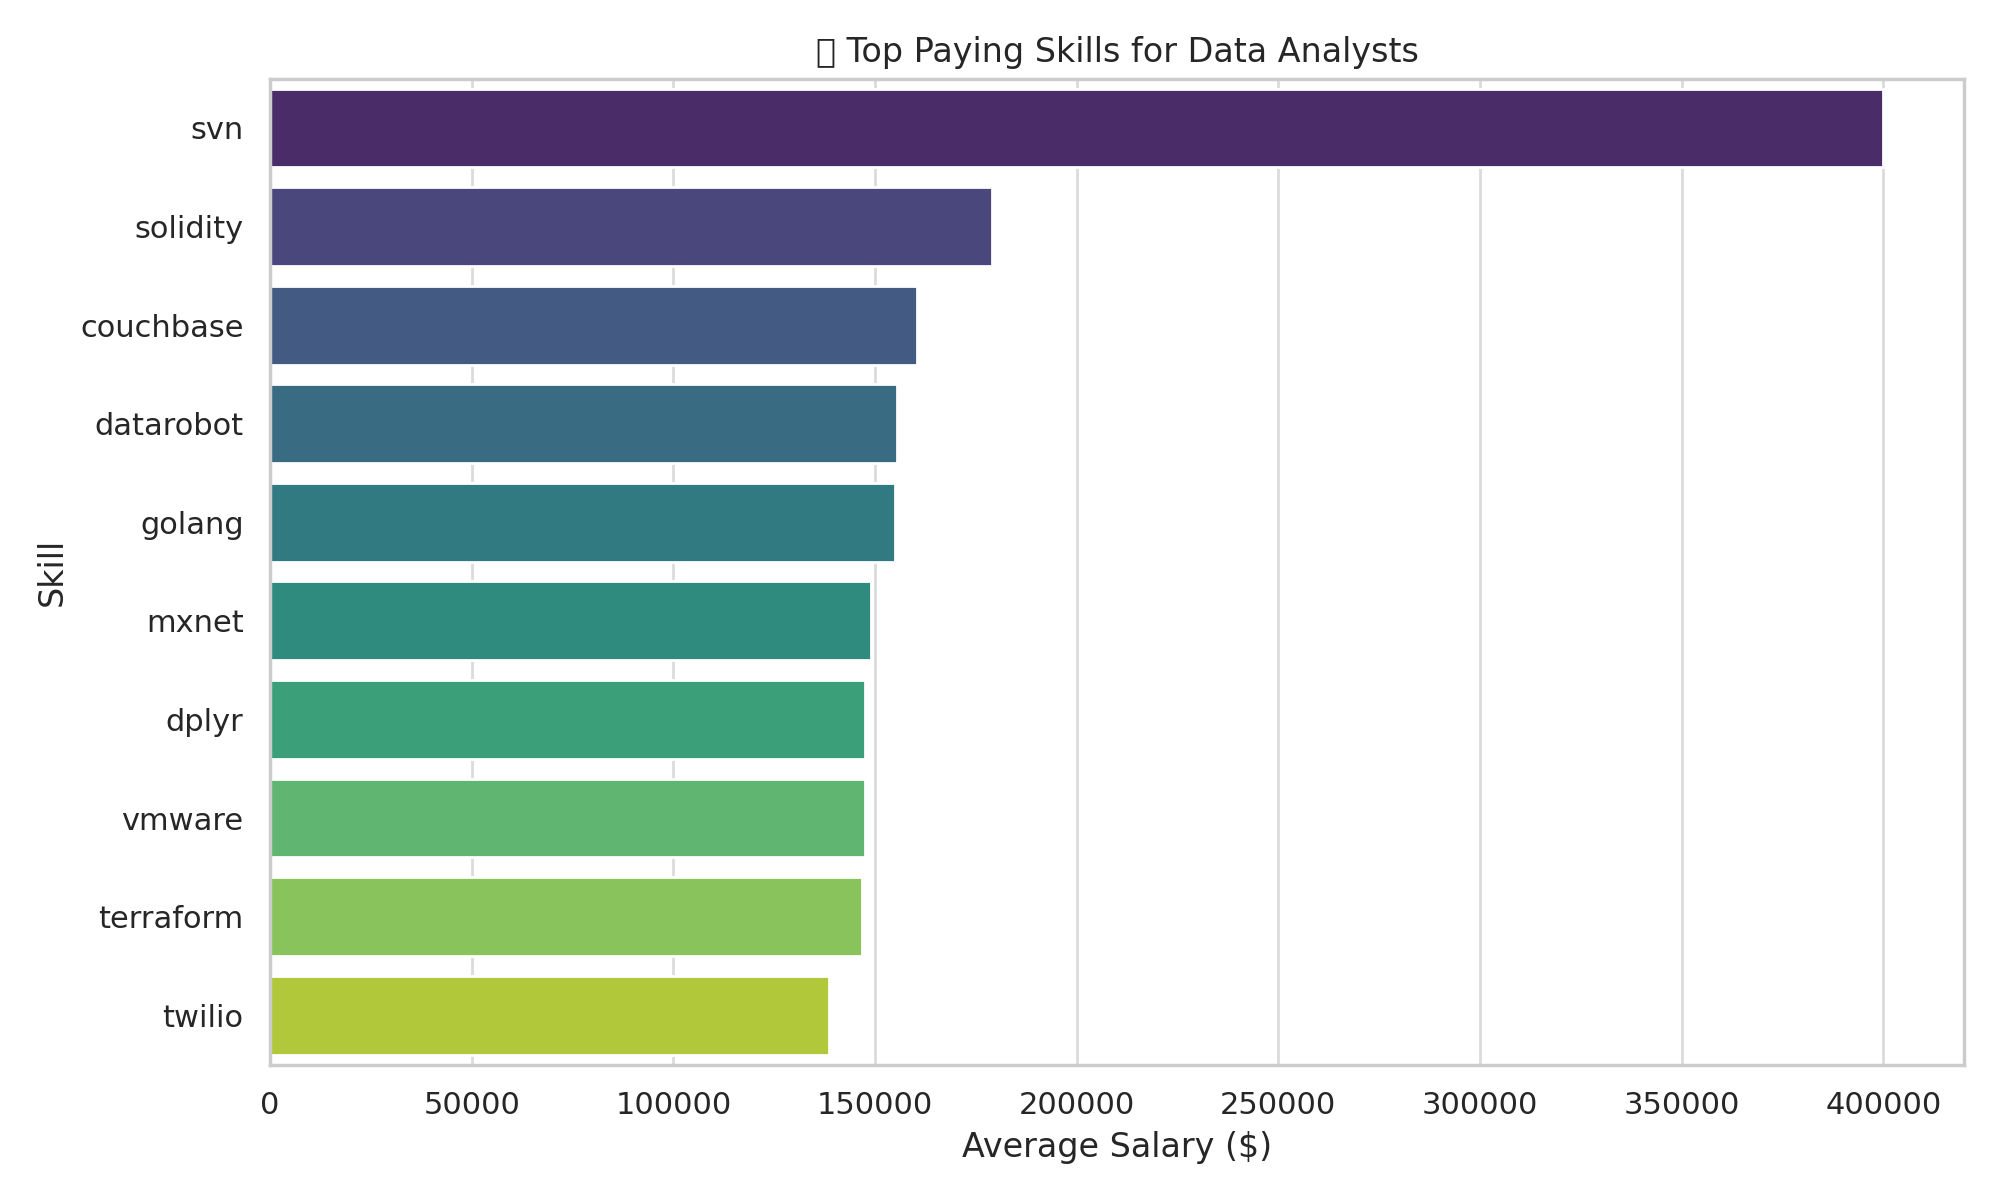 Top Paying Skills for Data Analysts
svn
solidity
couchbase
datarobot
golang
mxnet
dplyr
vmware
terraform
twilio
Skill
0 50000 100000 150000 200000 250000 300000 350000 400000
Average Salary ($)